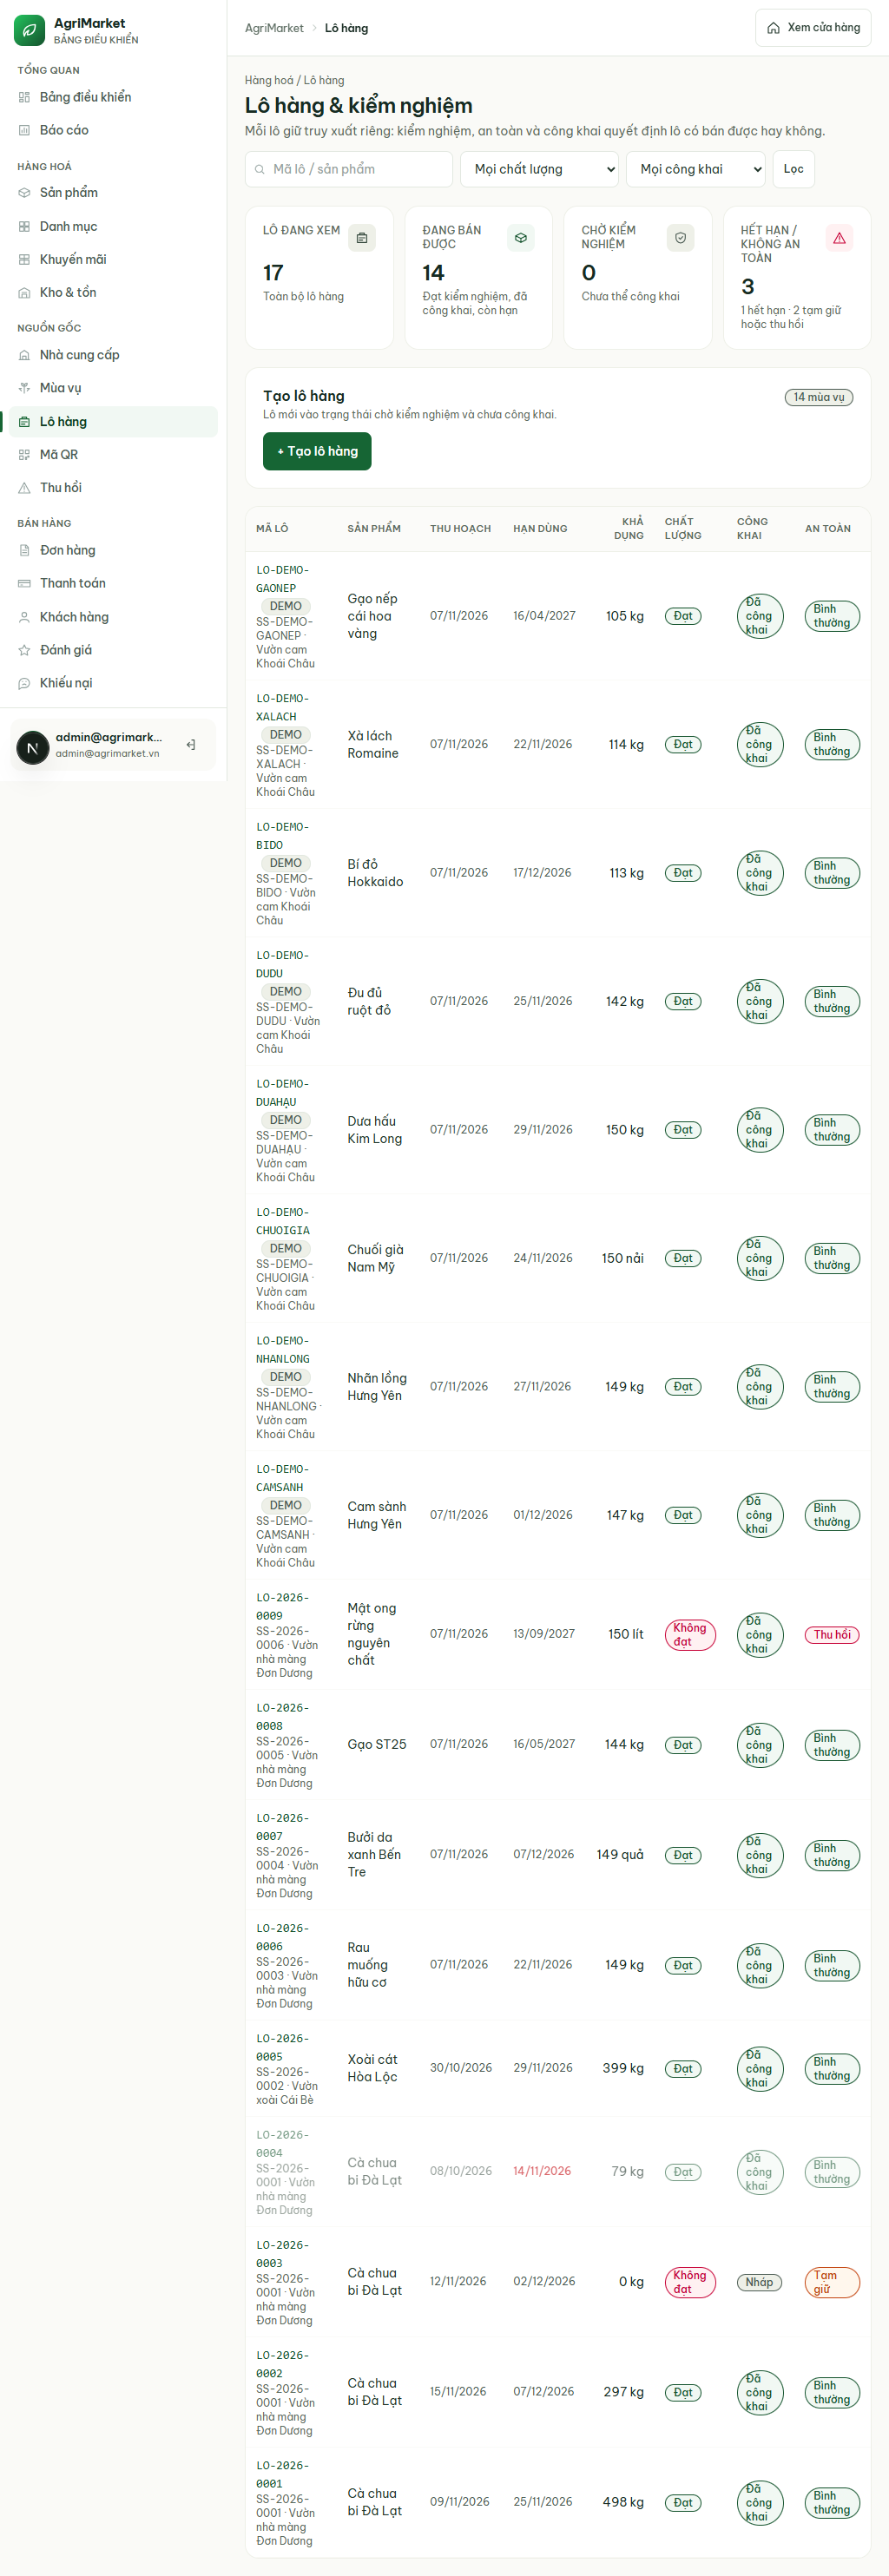 AgriMarket
BẢNG ĐIỀU KHIỂN
TỔNG QUAN
Bảng điều khiển
Báo cáo
HÀNG HOÁ
Sản phẩm
Danh mục
Khuyến mãi
Kho & tồn
NGUỒN GỐC
Nhà cung cấp
Mùa vụ
Lô hàng
Mã QR
Thu hồi
BÁN HÀNG
Đơn hàng
Thanh toán
Khách hàng
Đánh giá
Khiếu nại
N
admin@agrimark...
admin@agrimarket.vn
AgriMarket > Lô hàng
Xem cửa hàng
Hàng hoá / Lô hàng
Lô hàng & kiểm nghiệm
Mỗi lô giữ truy xuất riêng: kiểm nghiệm, an toàn và công khai quyết định lô có bán được hay không.
Mã lô / sản phẩm
Mọi chất lượng
Mọi công khai
Lọc
LÔ ĐANG XEM
17
Toàn bộ lô hàng
ĐANG BÁN
ĐƯỢC
14
Đạt kiểm nghiệm, đã
công khai, còn hạn
CHỜ KIỂM
NGHIỆM
0
Chưa thể công khai
HẾT HẠN /
KHÔNG AN
TOÀN
3
1 hết hạn · 2 tạm giữ
hoặc thu hồi
Tạo lô hàng
Lô mới vào trạng thái chờ kiểm nghiệm và chưa công khai.
14 mùa vụ
+ Tạo lô hàng
MÃ LÔ
SẢN PHẨM
THU HOẠCH
HẠN DÙNG
KHẢ
DỤNG
CHẤT
LƯỢNG
CÔNG
KHAI
AN TOÀN
LO-DEMO-
GAONEP
DEMO
SS-DEMO-
GAONEP ·
Vườn cam
Khoái Châu
Gạo nếp
cái hoa
vàng
07/11/2026
16/04/2027
105 kg
Đạt
Đã
công
khai
Bình
thường
LO-DEMO-
XALACH
DEMO
SS-DEMO-
XALACH ·
Vườn cam
Khoái Châu
Xà lách
Romaine
07/11/2026
22/11/2026
114 kg
Đạt
Đã
công
khai
Bình
thường
LO-DEMO-
BIDO
DEMO
SS-DEMO-
BIDO · Vườn
cam Khoái
Châu
Bí đỏ
Hokkaido
07/11/2026
17/12/2026
113 kg
Đạt
Đã
công
khai
Bình
thường
LO-DEMO-
DUDU
DEMO
SS-DEMO-
DUDU · Vườn
cam Khoái
Châu
Đu đủ
ruột đỏ
07/11/2026
25/11/2026
142 kg
Đạt
Đã
công
khai
Bình
thường
LO-DEMO-
DUAHẠU
DEMO
SS-DEMO-
DUAHẠU ·
Vườn cam
Khoái Châu
Dưa hấu
Kim Long
07/11/2026
29/11/2026
150 kg
Đạt
Đã
công
khai
Bình
thường
LO-DEMO-
CHUOIGIA
DEMO
SS-DEMO-
CHUOIGIA ·
Vườn cam
Khoái Châu
Chuối già
Nam Mỹ
07/11/2026
24/11/2026
150 nải
Đạt
Đã
công
khai
Bình
thường
LO-DEMO-
NHANLONG
DEMO
SS-DEMO-
NHANLONG ·
Vườn cam
Khoái Châu
Nhãn lồng
Hưng Yên
07/11/2026
27/11/2026
149 kg
Đạt
Đã
công
khai
Bình
thường
LO-DEMO-
CAMSANH
DEMO
SS-DEMO-
CAMSANH ·
Vườn cam
Khoái Châu
Cam sành
Hưng Yên
07/11/2026
01/12/2026
147 kg
Đạt
Đã
công
khai
Bình
thường
LO-2026-
0009
SS-2026-
0006 · Vườn
nhà màng
Đơn Dương
Mật ong
rừng
nguyên
chất
07/11/2026
13/09/2027
150 lít
Không
đạt
Đã
công
khai
Thu hồi
LO-2026-
0008
SS-2026-
0005 · Vườn
nhà màng
Đơn Dương
Gạo ST25
07/11/2026
16/05/2027
144 kg
Đạt
Đã
công
khai
Bình
thường
LO-2026-
0007
SS-2026-
0004 · Vườn
nhà màng
Đơn Dương
Bưởi da
xanh Bến
Tre
07/11/2026
07/12/2026
149 quả
Đạt
Đã
công
khai
Bình
thường
LO-2026-
0006
SS-2026-
0003 · Vườn
nhà màng
Đơn Dương
Rau
muống
hữu cơ
07/11/2026
22/11/2026
149 kg
Đạt
Đã
công
khai
Bình
thường
LO-2026-
0005
SS-2026-
0002 · Vườn
xoài Cái Bè
Xoài cát
Hòa Lộc
30/10/2026
29/11/2026
399 kg
Đạt
Đã
công
khai
Bình
thường
LO-2026-
0004
SS-2026-
0001 · Vườn
nhà màng
Đơn Dương
Cà chua
bi Đà Lạt
08/10/2026
14/11/2026
79 kg
Đạt
Đã
công
khai
Bình
thường
LO-2026-
0003
SS-2026-
0001 · Vườn
nhà màng
Đơn Dương
Cà chua
bi Đà Lạt
12/11/2026
02/12/2026
0 kg
Không
đạt
Nháp
Tạm
giữ
LO-2026-
0002
SS-2026-
0001 · Vườn
nhà màng
Đơn Dương
Cà chua
bi Đà Lạt
15/11/2026
07/12/2026
297 kg
Đạt
Đã
công
khai
Bình
thường
LO-2026-
0001
SS-2026-
0001 · Vườn
nhà màng
Đơn Dương
Cà chua
bi Đà Lạt
09/11/2026
25/11/2026
498 kg
Đạt
Đã
công
khai
Bình
thường